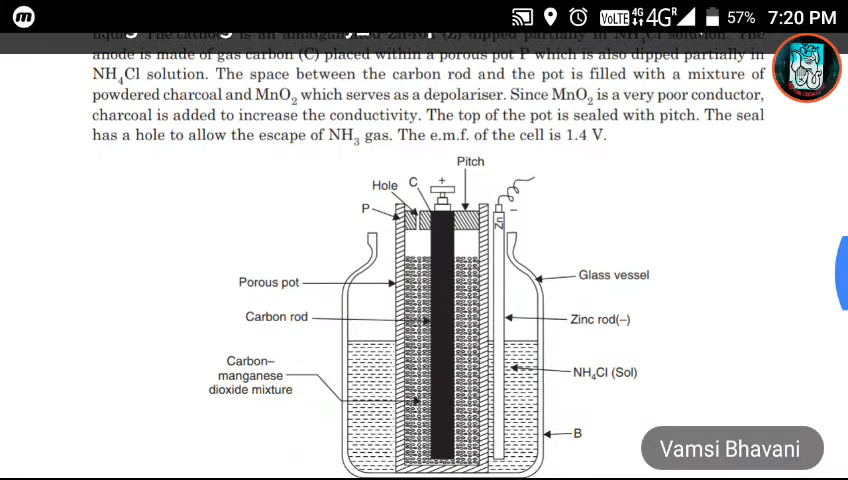 VoLTE 4G 4G R 57% 7:20 PM
anode is made of gas carbon (C) placed within a porous pot P which is also dipped partially in
NH₄Cl solution. The space between the carbon rod and the pot is filled with a mixture of
powdered charcoal and MnO₂ which serves as a depolariser. Since MnO₂ is a very poor conductor,
charcoal is added to increase the conductivity. The top of the pot is sealed with pitch. The seal
has a hole to allow the escape of NH₃ gas. The e.m.f. of the cell is 1.4 V.
Pitch
Hole C +
P
Zn –
Porous pot
Glass vessel
Carbon rod
Zinc rod(–)
Carbon–
manganese
dioxide mixture
NH₄Cl (Sol)
B
Vamsi Bhavani